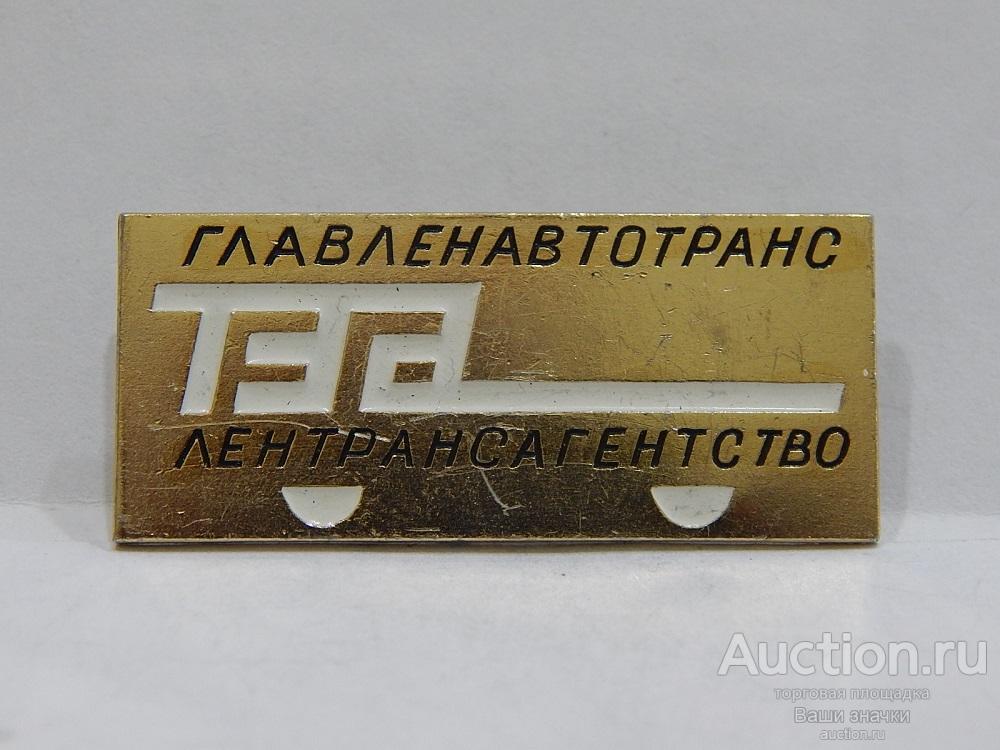 ГЛАВЛЕНАВТОТРАНС
ТЭА
ЛЕНТРАНСАГЕНТСТВО
Auction.ru
торговая площадка
Ваши значки
auction.ru